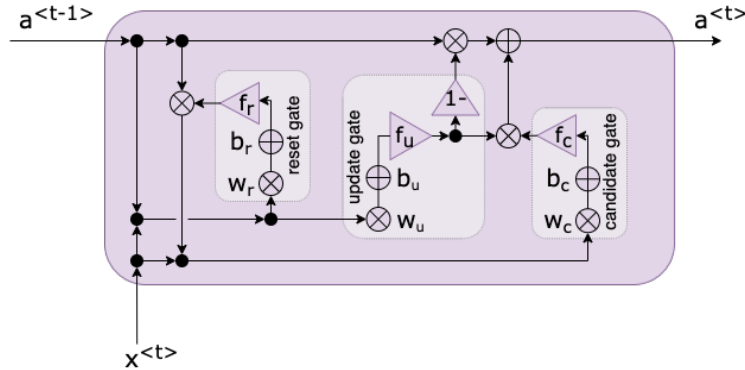 a<t-1>
a<t>
f_r
b_r
w_r
reset gate
update gate
1-
f_u
b_u
w_u
f_c
b_c
w_c
candidate gate
x<t>